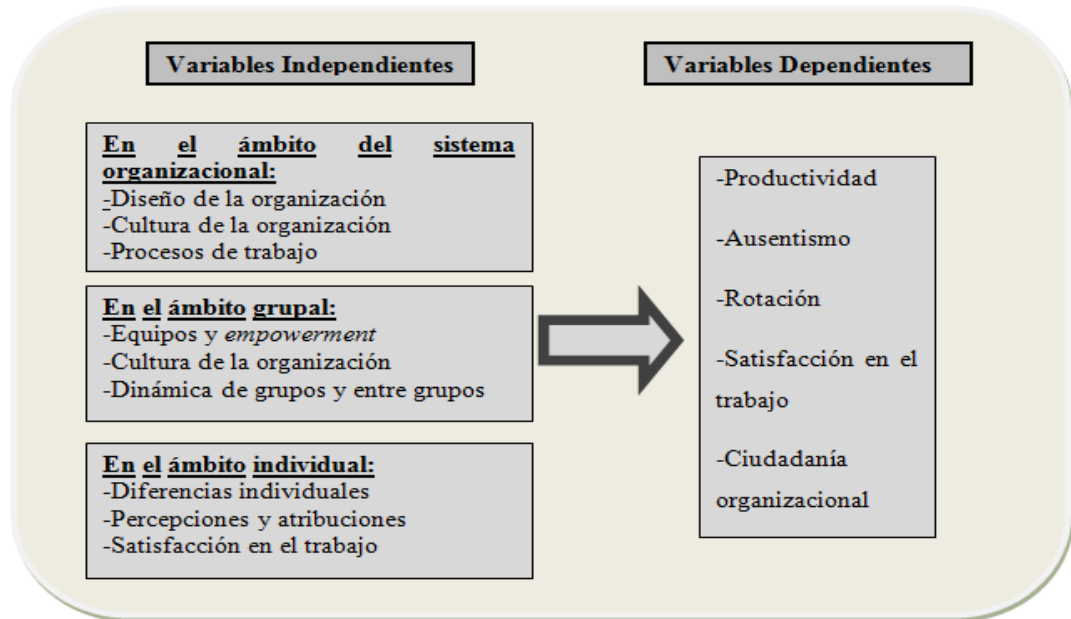 Variables Independientes
Variables Dependientes
En el ámbito del sistema
organizacional:
-Diseño de la organización
-Cultura de la organización
-Procesos de trabajo
En el ámbito grupal:
-Equipos y empowerment
-Cultura de la organización
-Dinámica de grupos y entre grupos
En el ámbito individual:
-Diferencias individuales
-Percepciones y atribuciones
-Satisfacción en el trabajo
-Productividad
-Ausentismo
-Rotación
-Satisfacción en el
trabajo
-Ciudadanía
organizacional